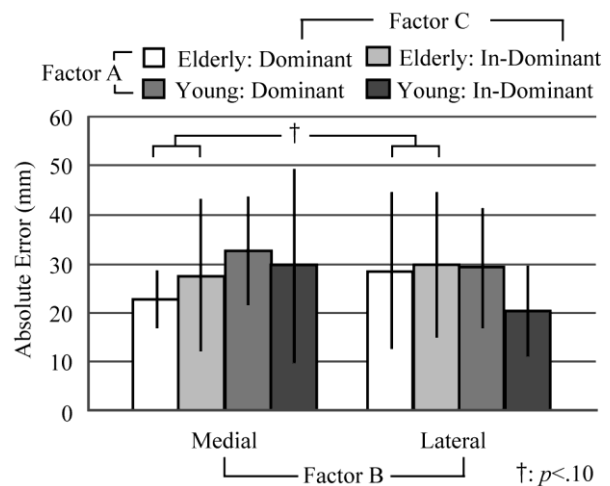 Factor C
Factor A
Elderly: Dominant
Elderly: In-Dominant
Young: Dominant
Young: In-Dominant
Absolute Error (mm)
60
50
40
30
20
10
0
†
Medial
Lateral
Factor B
†: p<.10